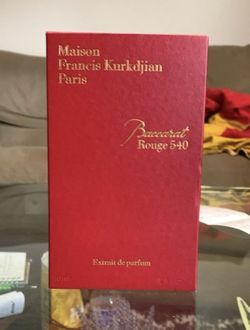 Maison
Francis Kurkdjian
Paris
Baccarat
Rouge 540
Extrait de parfum